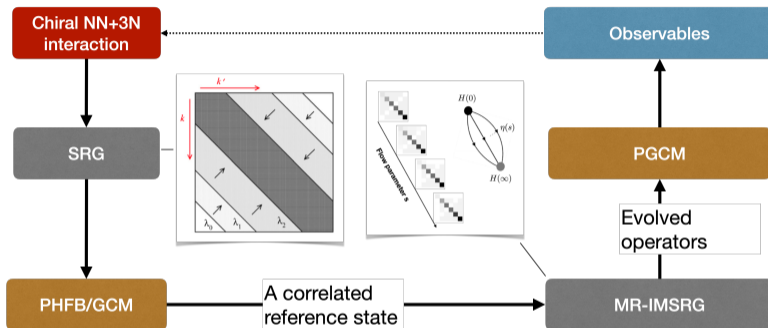 Chiral NN+3N
interaction
Observables
k′
k
λ₀
λ₁
λ₂
Flow parameter s
H(0)
η(s)
H(∞)
SRG
PGCM
Evolved
operators
PHFB/GCM
A correlated
reference state
MR-IMSRG